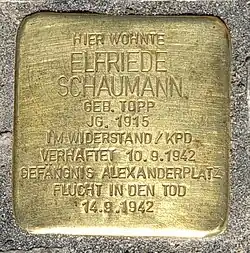 HIER WOHNTE
ELFRIEDE
SCHAUMANN
GEB. TOPP
JG. 1915
IM WIDERSTAND / KPD
VERHAFTET 10.9.1942
GEFÄNGNIS ALEXANDERPLATZ
FLUCHT IN DEN TOD
14.9.1942